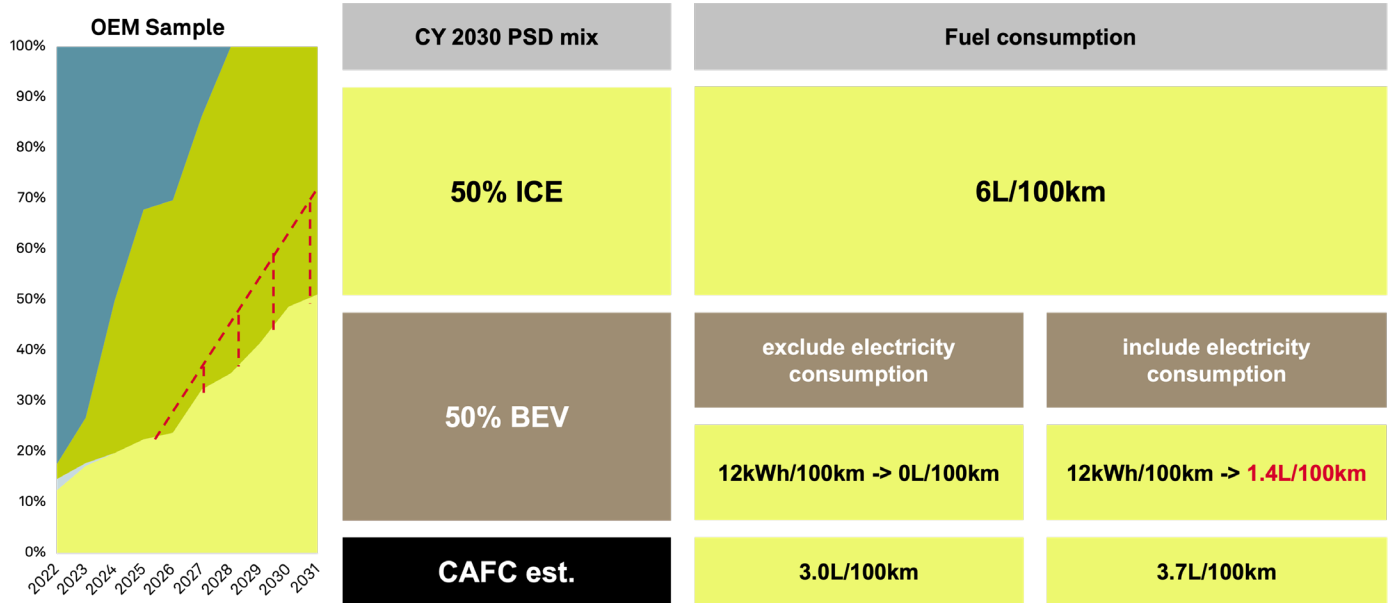 OEM Sample
100%
90%
80%
70%
60%
50%
40%
30%
20%
10%
0%
2022
2023
2024
2025
2026
2027
2028
2029
2030
2031
CY 2030 PSD mix
Fuel consumption
50% ICE
6L/100km
50% BEV
exclude electricity
consumption
include electricity
consumption
12kWh/100km -> 0L/100km
12kWh/100km -> 1.4L/100km
CAFC est.
3.0L/100km
3.7L/100km